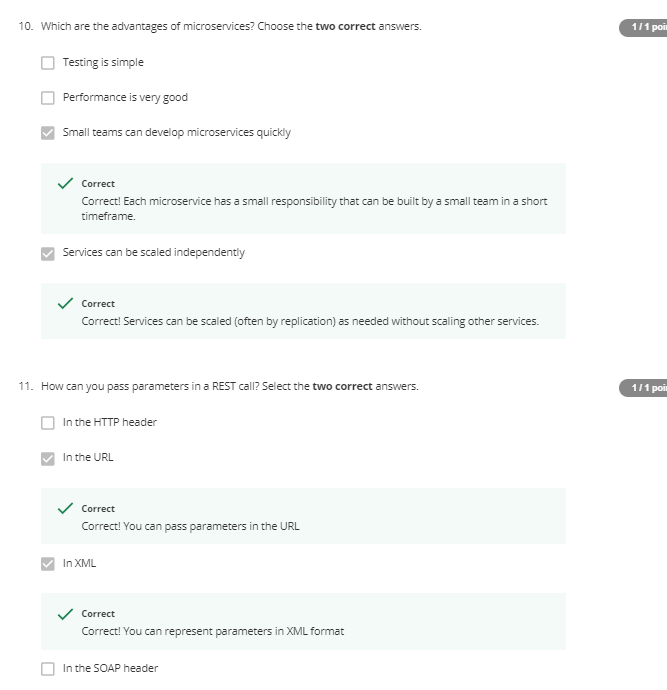 10. Which are the advantages of microservices? Choose the two correct answers.
1 / 1 poi
Testing is simple
Performance is very good
Small teams can develop microservices quickly
Correct
Correct! Each microservice has a small responsibility that can be built by a small team in a short
timeframe.
Services can be scaled independently
Correct
Correct! Services can be scaled (often by replication) as needed without scaling other services.
11. How can you pass parameters in a REST call? Select the two correct answers.
1 / 1 poi
In the HTTP header
In the URL
Correct
Correct! You can pass parameters in the URL
In XML
Correct
Correct! You can represent parameters in XML format
In the SOAP header